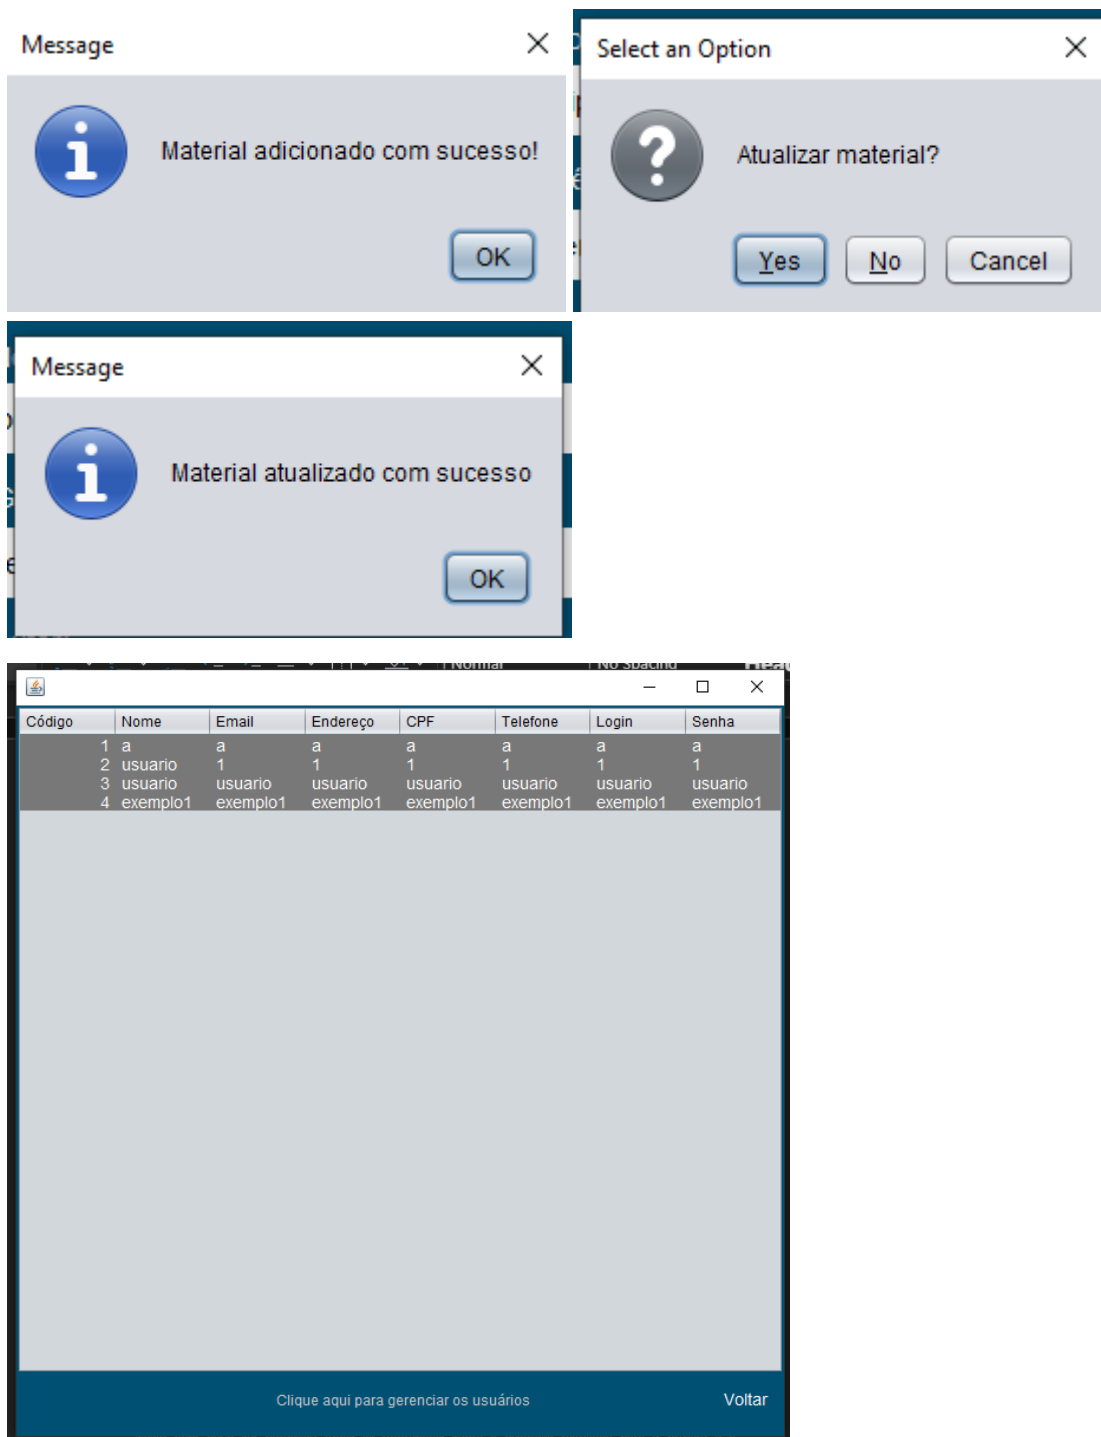 Message
Material adicionado com sucesso!
OK
Select an Option
Atualizar material?
Yes No Cancel
Message
Material atualizado com sucesso
OK
Normal No Spacing
Código Nome Email Endereço CPF Telefone Login Senha
1 a a a a a a a
2 usuario 1 1 1 1 1 1
3 usuario usuario usuario usuario usuario usuario usuario
4 exemplo1 exemplo1 exemplo1 exemplo1 exemplo1 exemplo1 exemplo1
Clique aqui para gerenciar os usuários Voltar